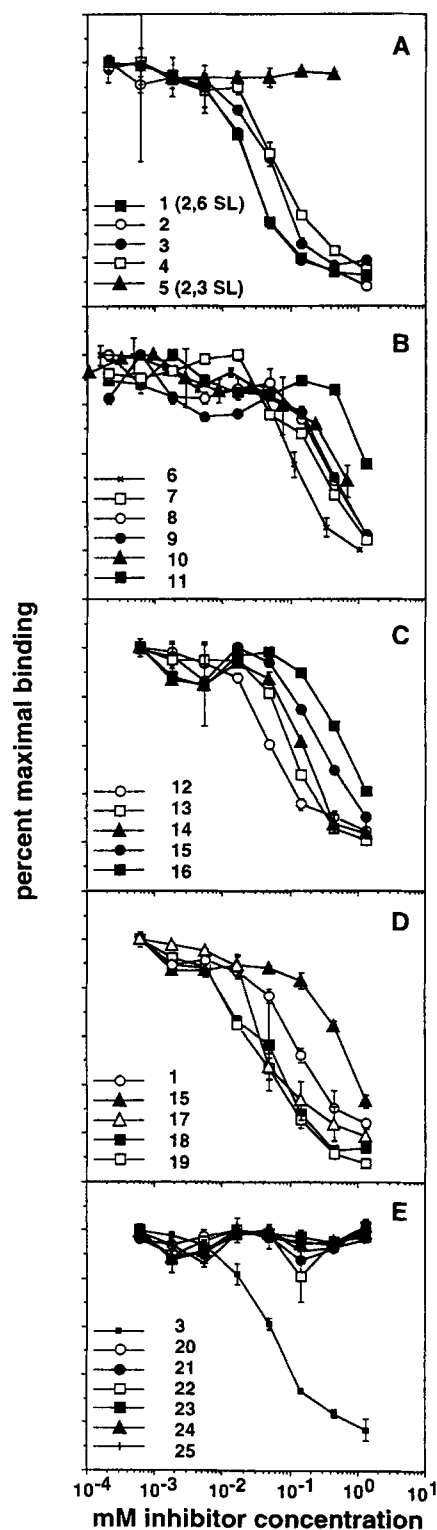 A
1 (2,6 SL)
2
3
4
5 (2,3 SL)
B
6
7
8
9
10
11
percent maximal binding
C
12
13
14
15
16
D
1
15
17
18
19
E
3
20
21
22
23
24
25
10-4 10-3 10-2 10-1 100 101
mM inhibitor concentration